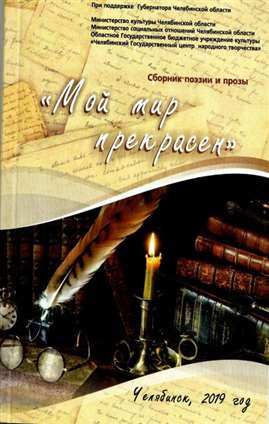 При поддержке Губернатора Челябинской области
Министерство культуры Челябинской области
Министерство социальных отношений Челябинской области
Областное Государственное бюджетное учреждение культуры
«Челябинский Государственный центр народного творчества»
Сборник поэзии и прозы
«Мой мир
прекрасен»
Челябинск, 2019 год